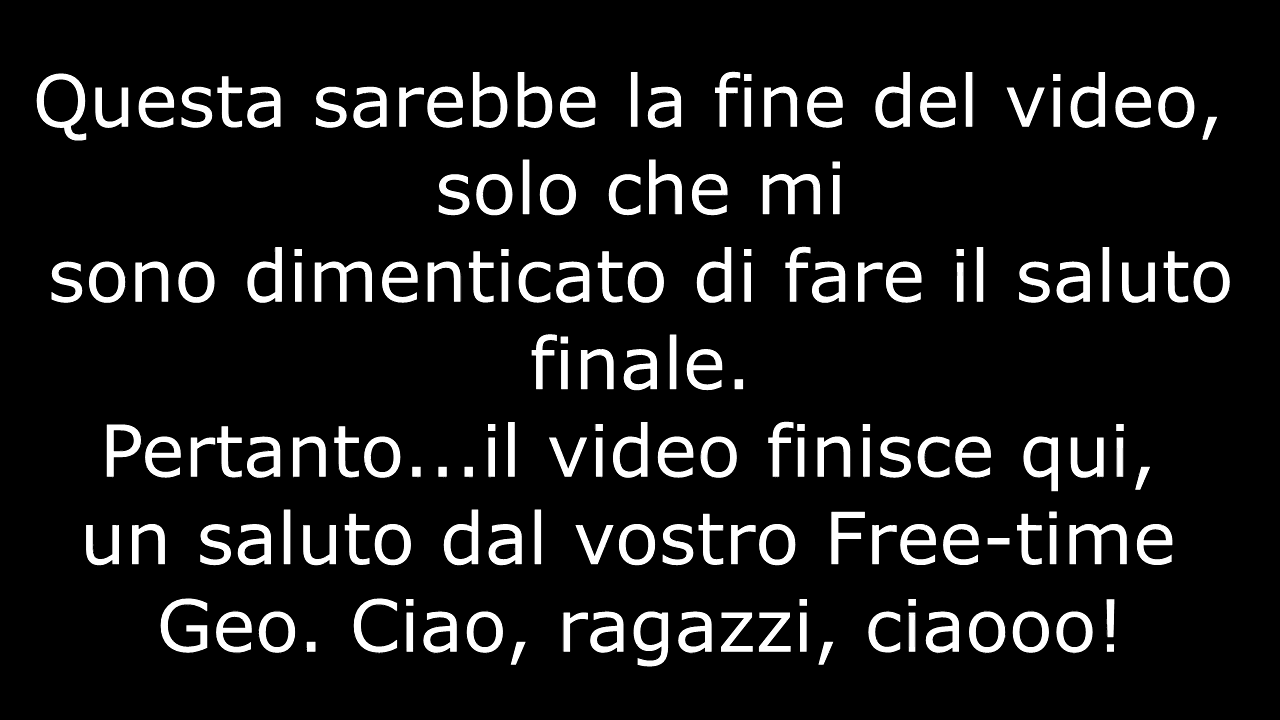 Questa sarebbe la fine del video,
solo che mi
sono dimenticato di fare il saluto
finale.
Pertanto...il video finisce qui,
un saluto dal vostro Free-time
Geo. Ciao, ragazzi, ciaooo!